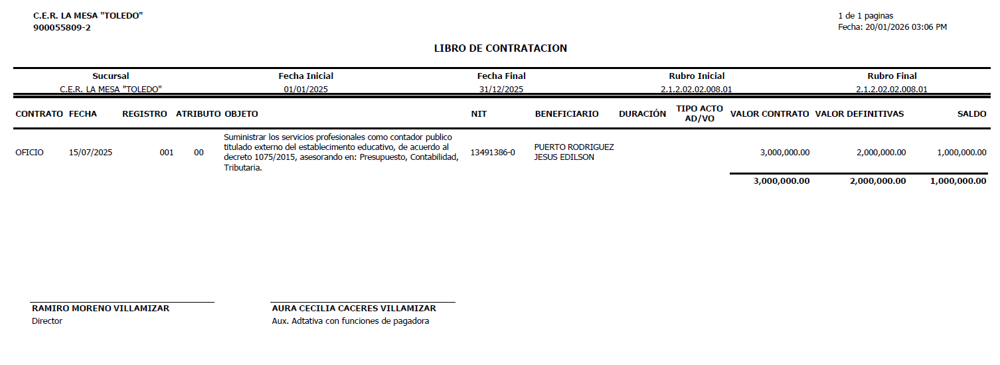 C.E.R. LA MESA "TOLEDO"
900055809-2
1 de 1 paginas
Fecha: 20/01/2026 03:06 PM
LIBRO DE CONTRATACION
Sucursal Fecha Inicial Fecha Final Rubro Inicial Rubro Final
C.E.R. LA MESA "TOLEDO" 01/01/2025 31/12/2025 2.1.2.02.02.008.01 2.1.2.02.02.008.01
CONTRATO FECHA REGISTRO ATRIBUTO OBJETO NIT BENEFICIARIO DURACIÓN TIPO ACTO AD/VO VALOR CONTRATO VALOR DEFINITIVAS SALDO
OFICIO 15/07/2025 001 00
Suministrar los servicios profesionales como contador publico
titulado externo del establecimiento educativo, de acuerdo al
decreto 1075/2015, asesorando en: Presupuesto, Contabilidad,
Tributaria.
13491386-0
PUERTO RODRIGUEZ
JESUS EDILSON
3,000,000.00 2,000,000.00 1,000,000.00
3,000,000.00 2,000,000.00 1,000,000.00
RAMIRO MORENO VILLAMIZAR
Director
AURA CECILIA CACERES VILLAMIZAR
Aux. Adtativa con funciones de pagadora